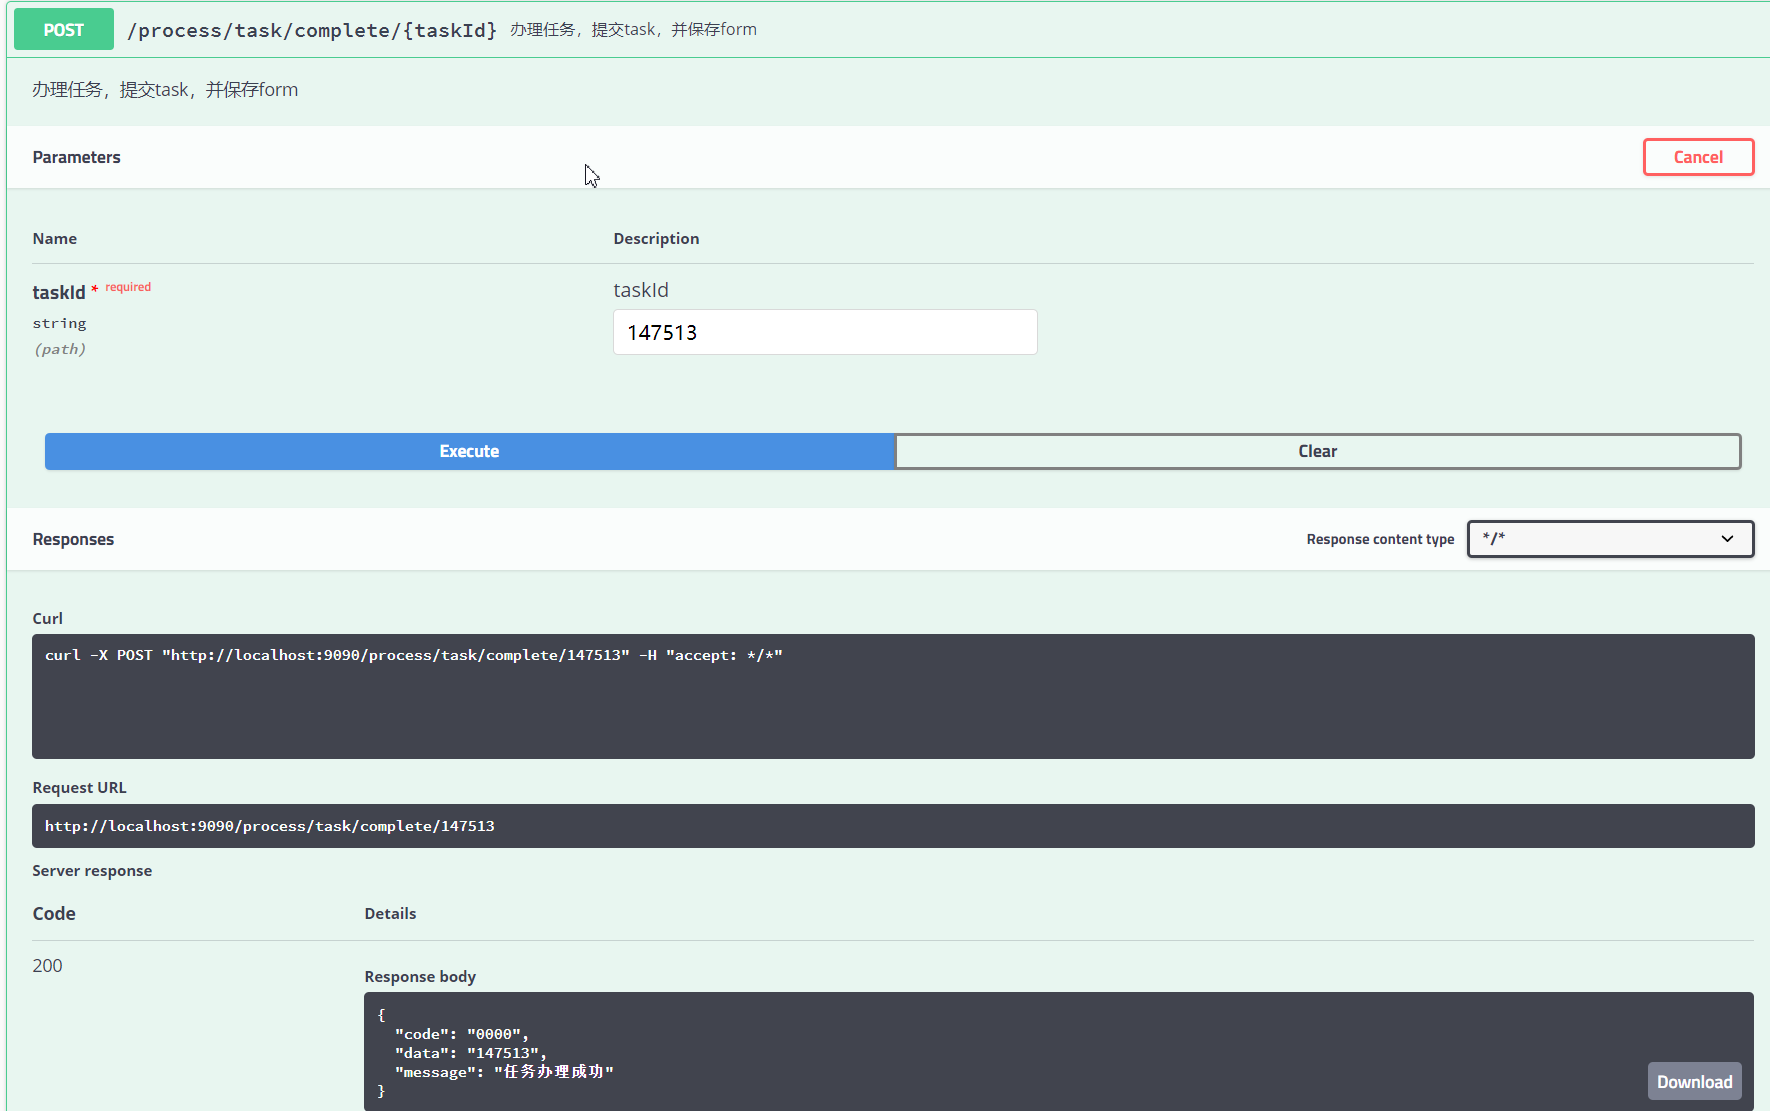 POST /process/task/complete/{taskId} 办理任务，提交task，并保存form
办理任务，提交task，并保存form
Parameters Cancel
Name Description
taskId * required taskId
string 147513
(path)
Execute Clear
Responses Response content type */*
Curl
curl -X POST "http://localhost:9090/process/task/complete/147513" -H "accept: */*"
Request URL
http://localhost:9090/process/task/complete/147513
Server response
Code Details
200
Response body
{
"code": "0000",
"data": "147513",
"message": "任务办理成功"
}
Download